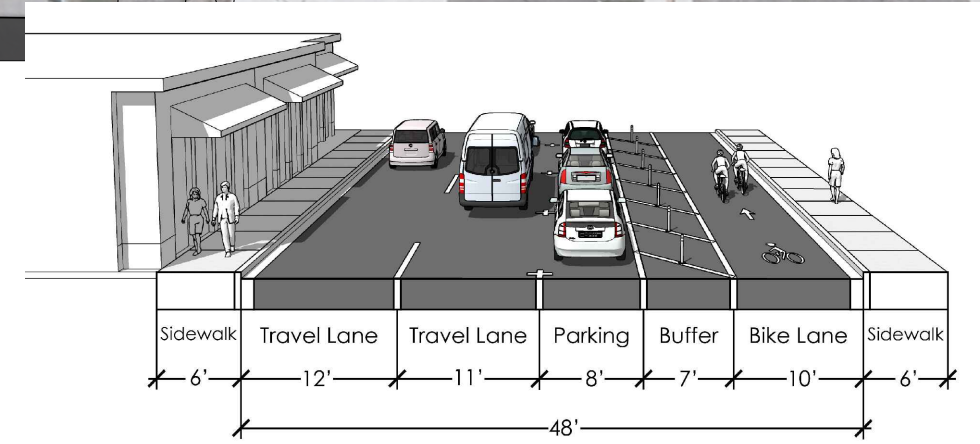 Sidewalk Travel Lane Travel Lane Parking Buffer Bike Lane Sidewalk
6' 12' 11' 8' 7' 10' 6'
48'